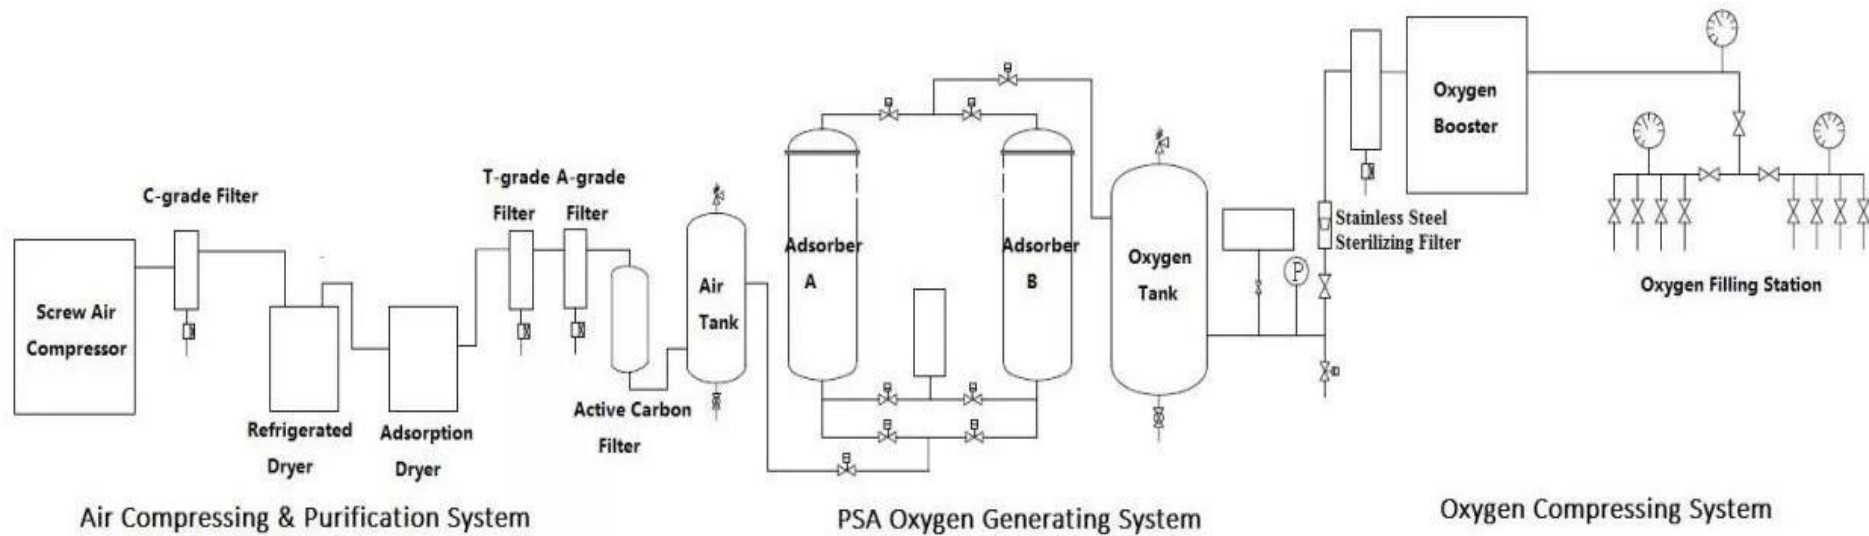 C-grade Filter
T-grade A-grade
Filter Filter
Screw Air
Compressor
Refrigerated
Dryer
Adsorption
Dryer
Active Carbon
Filter
Air
Tank
Adsorber
A
Adsorber
B
Oxygen
Tank
P
Stainless Steel
Sterilizing Filter
Oxygen
Booster
Oxygen Filling Station
Air Compressing & Purification System
PSA Oxygen Generating System
Oxygen Compressing System